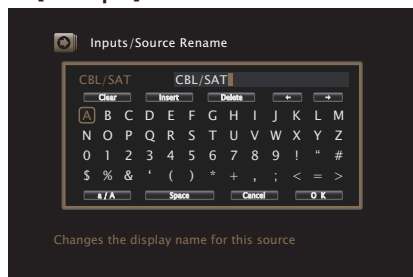 Inputs/Source Rename
CBL/SAT CBL/SAT
Clear Insert Delete ← →
A B C D E F G H I J K L M
N O P Q R S T U V W X Y Z
0 1 2 3 4 5 6 7 8 9 ! “ #
$ % & ‘ ( ) * + , ; < = >
a / A Space Cancel O K
Changes the display name for this source